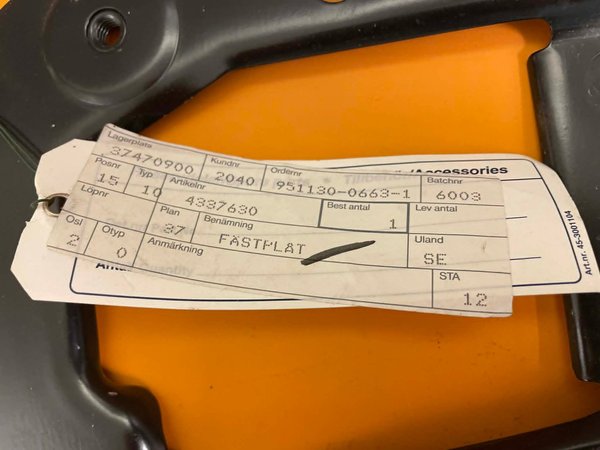 Lagerplats Kundnr Ordernr Batchnr
37470900 2040 951130-0663-1 6003
Posnr Typ Artikelnr Best antal Lev antal
15 10 4337630 1
Löpnr Plan Benämning Uland
37 FÄSTPLÅT SE
Osl Otyp Anmärkning STA
2 0 12
/Accessories
Art.nr. 45-3001104